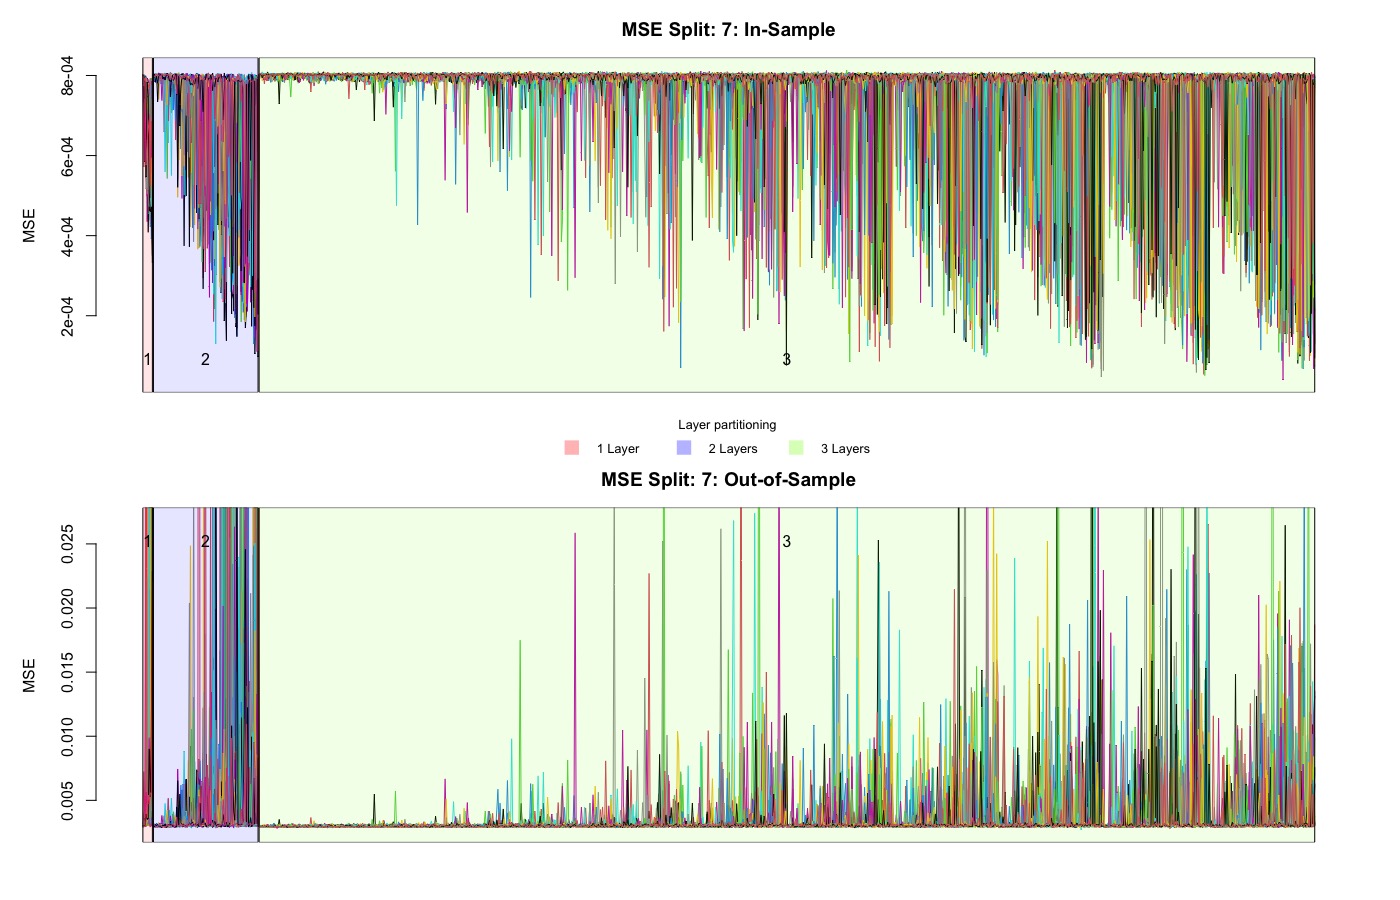 MSE Split: 7: In-Sample
MSE
8e-04
6e-04
4e-04
2e-04
1
2
3
Layer partitioning
1 Layer
2 Layers
3 Layers
MSE Split: 7: Out-of-Sample
MSE
0.025
0.020
0.015
0.010
0.005
1
2
3